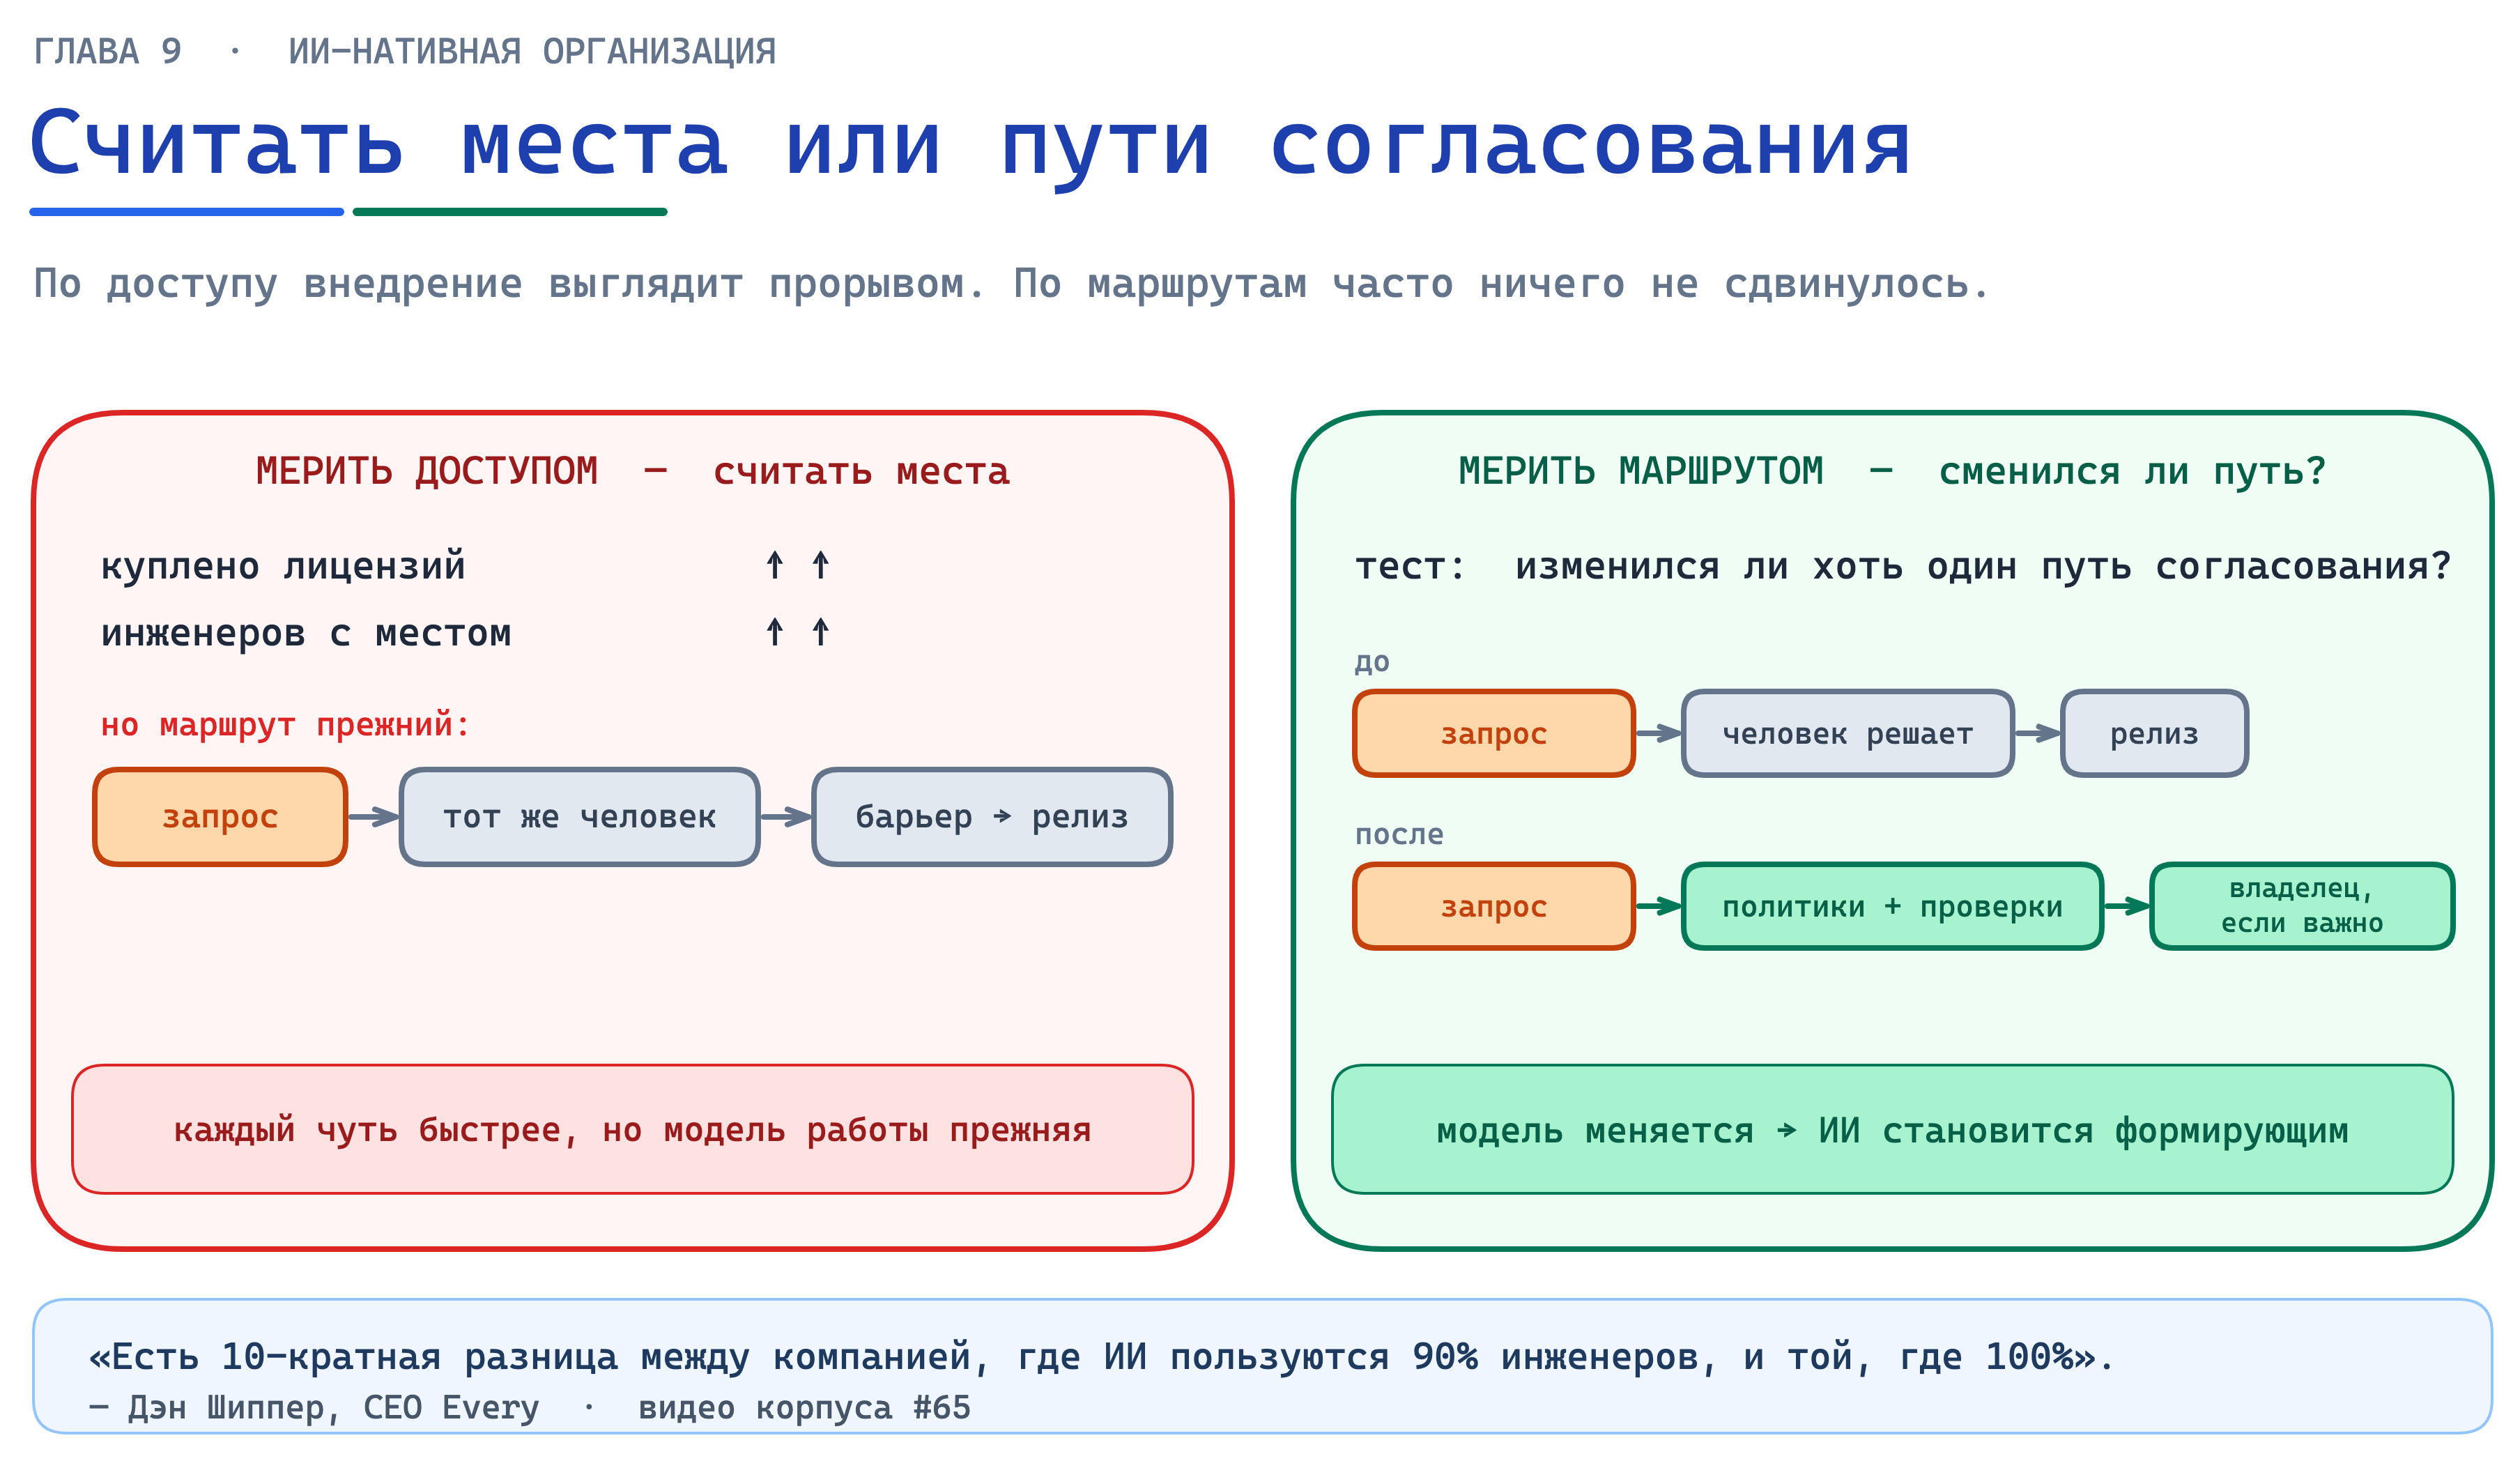 ГЛАВА 9 · ИИ-НАТИВНАЯ ОРГАНИЗАЦИЯ
Считать места или пути согласования
По доступу внедрение выглядит прорывом. По маршрутам часто ничего не сдвинулось.
МЕРИТЬ ДОСТУПОМ — считать места
куплено лицензий ↑ ↑
инженеров с местом ↑ ↑
но маршрут прежний:
запрос
тот же человек
барьер → релиз
каждый чуть быстрее, но модель работы прежняя
МЕРИТЬ МАРШРУТОМ — сменился ли путь?
тест: изменился ли хоть один путь согласования?
до
запрос
человек решает
релиз
после
запрос
политики + проверки
владелец,
если важно
модель меняется → ИИ становится формирующим
«Есть 10-кратная разница между компанией, где ИИ пользуются 90% инженеров, и той, где 100%».
— Дэн Шиппер, CEO Every · видео корпуса #65